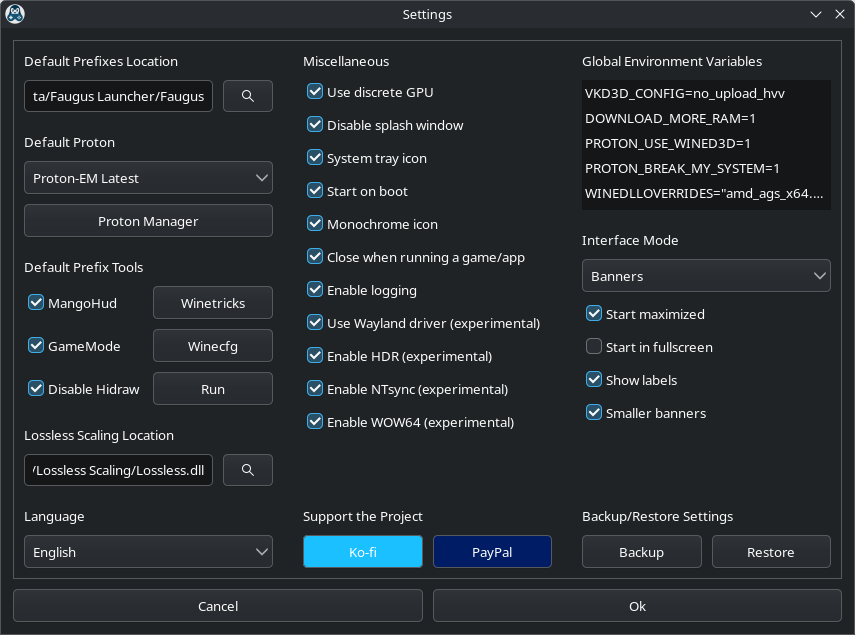 Settings
Default Prefixes Location
ta/Faugus Launcher/Faugus
Default Proton
Proton-EM Latest
Proton Manager
Default Prefix Tools
MangoHud
Winetricks
GameMode
Winecfg
Disable Hidraw
Run
Lossless Scaling Location
/Lossless Scaling/Lossless.dll
Language
English
Miscellaneous
Use discrete GPU
Disable splash window
System tray icon
Start on boot
Monochrome icon
Close when running a game/app
Enable logging
Use Wayland driver (experimental)
Enable HDR (experimental)
Enable NTsync (experimental)
Enable WOW64 (experimental)
Support the Project
Ko-fi
PayPal
Global Environment Variables
VKD3D_CONFIG=no_upload_hvv
DOWNLOAD_MORE_RAM=1
PROTON_USE_WINED3D=1
PROTON_BREAK_MY_SYSTEM=1
WINEDLLOVERRIDES="amd_ags_x64....
Interface Mode
Banners
Start maximized
Start in fullscreen
Show labels
Smaller banners
Backup/Restore Settings
Backup
Restore
Cancel
Ok